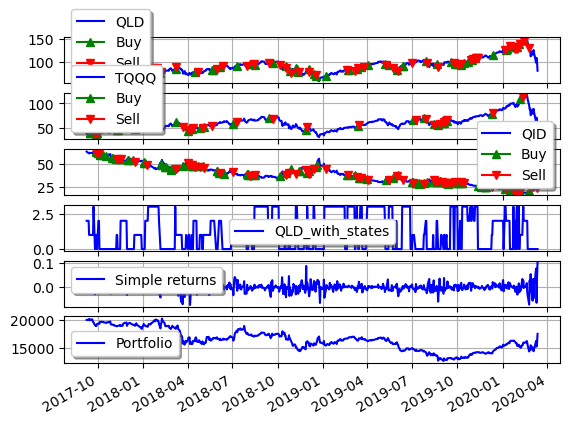 QLD
Buy
Sell
150
100
TQQQ
Buy
Sell
100
50
QID
Buy
Sell
50
25
2.5
0.0
QLD_with_states
0.1
0.0
Simple returns
20000
15000
Portfolio
2017-10
2018-01
2018-04
2018-07
2018-10
2019-01
2019-04
2019-07
2019-10
2020-01
2020-04